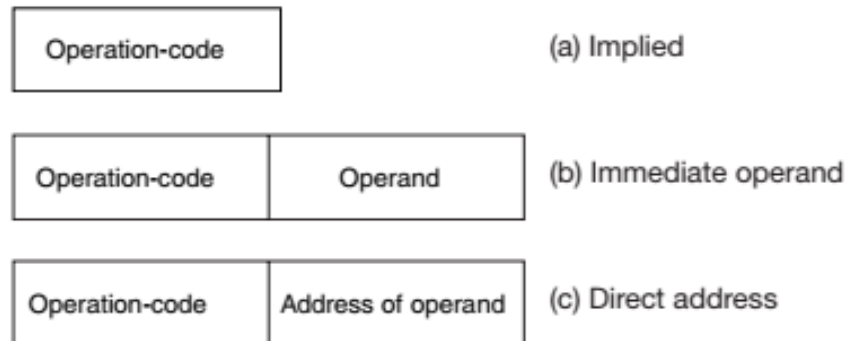 Operation-code (a) Implied
Operation-code Operand (b) Immediate operand
Operation-code Address of operand (c) Direct address